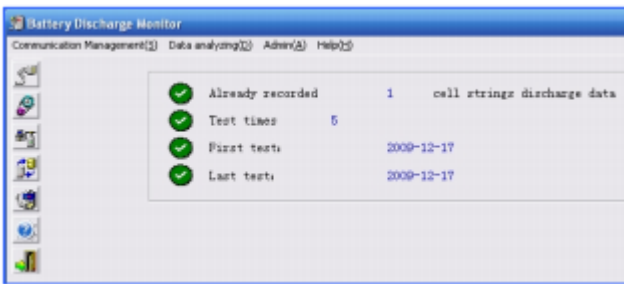 Battery Discharge Monitor
Communication Management(S) Data analyzing(D) Admin(A) Help(H)
Already recorded 1 cell strings discharge data
Test times 5
First test: 2009-12-17
Last test: 2009-12-17